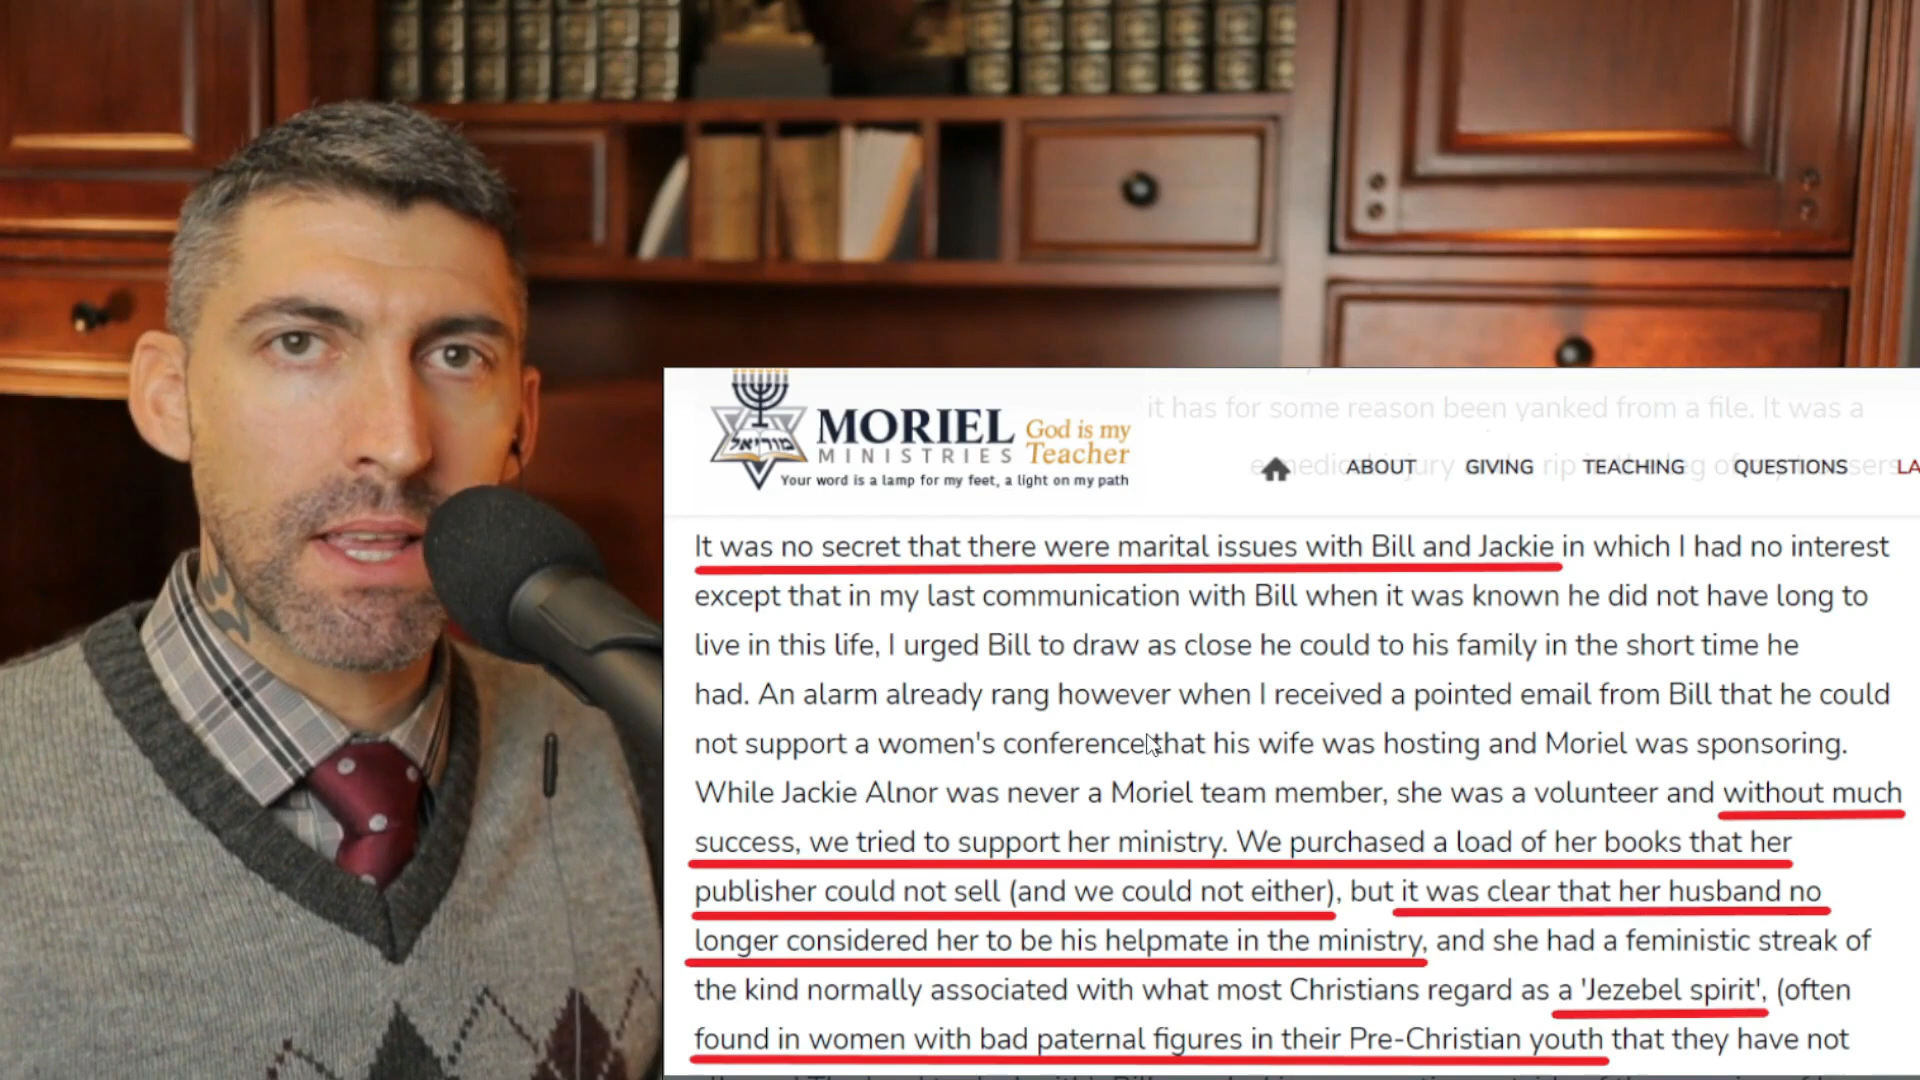 it has for some reason been yanked from a file. It was a
מוריאל
MORIEL
MINISTRIES
God is my
Teacher
Your word is a lamp for my feet, a light on my path
ABOUT GIVING TEACHING QUESTIONS LA
It was no secret that there were marital issues with Bill and Jackie in which I had no interest
except that in my last communication with Bill when it was known he did not have long to
live in this life, I urged Bill to draw as close he could to his family in the short time he
had. An alarm already rang however when I received a pointed email from Bill that he could
not support a women's conference that his wife was hosting and Moriel was sponsoring.
While Jackie Alnor was never a Moriel team member, she was a volunteer and without much
success, we tried to support her ministry. We purchased a load of her books that her
publisher could not sell (and we could not either), but it was clear that her husband no
longer considered her to be his helpmate in the ministry, and she had a feministic streak of
the kind normally associated with what most Christians regard as a 'Jezebel spirit', (often
found in women with bad paternal figures in their Pre-Christian youth that they have not